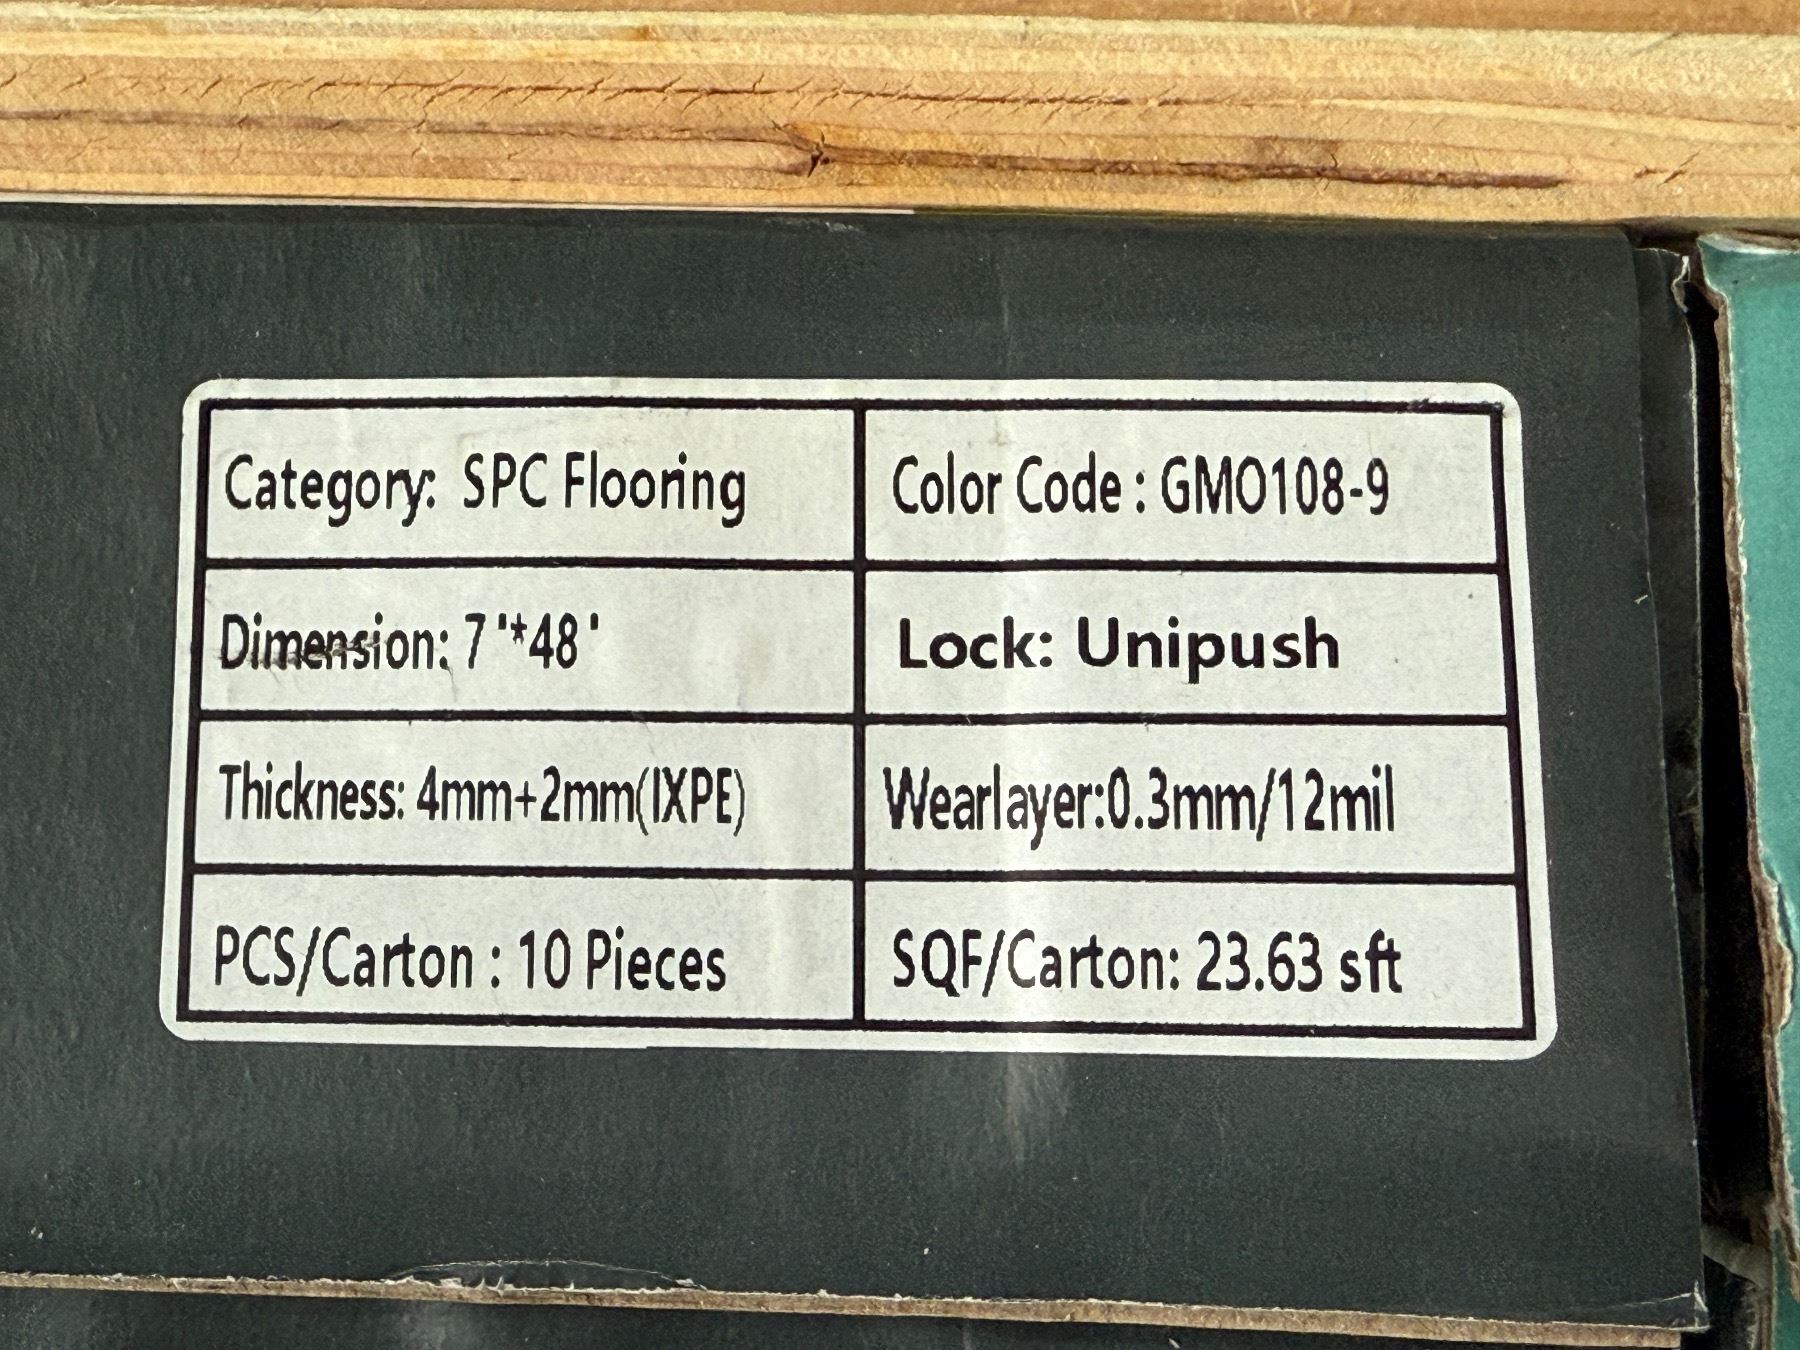 Category: SPC Flooring
Color Code : GMO108-9
Dimension: 7 '*48'
Lock: Unipush
Thickness: 4mm+2mm(IXPE)
Wearlayer:0.3mm/12mil
PCS/Carton : 10 Pieces
SQF/Carton: 23.63 sft